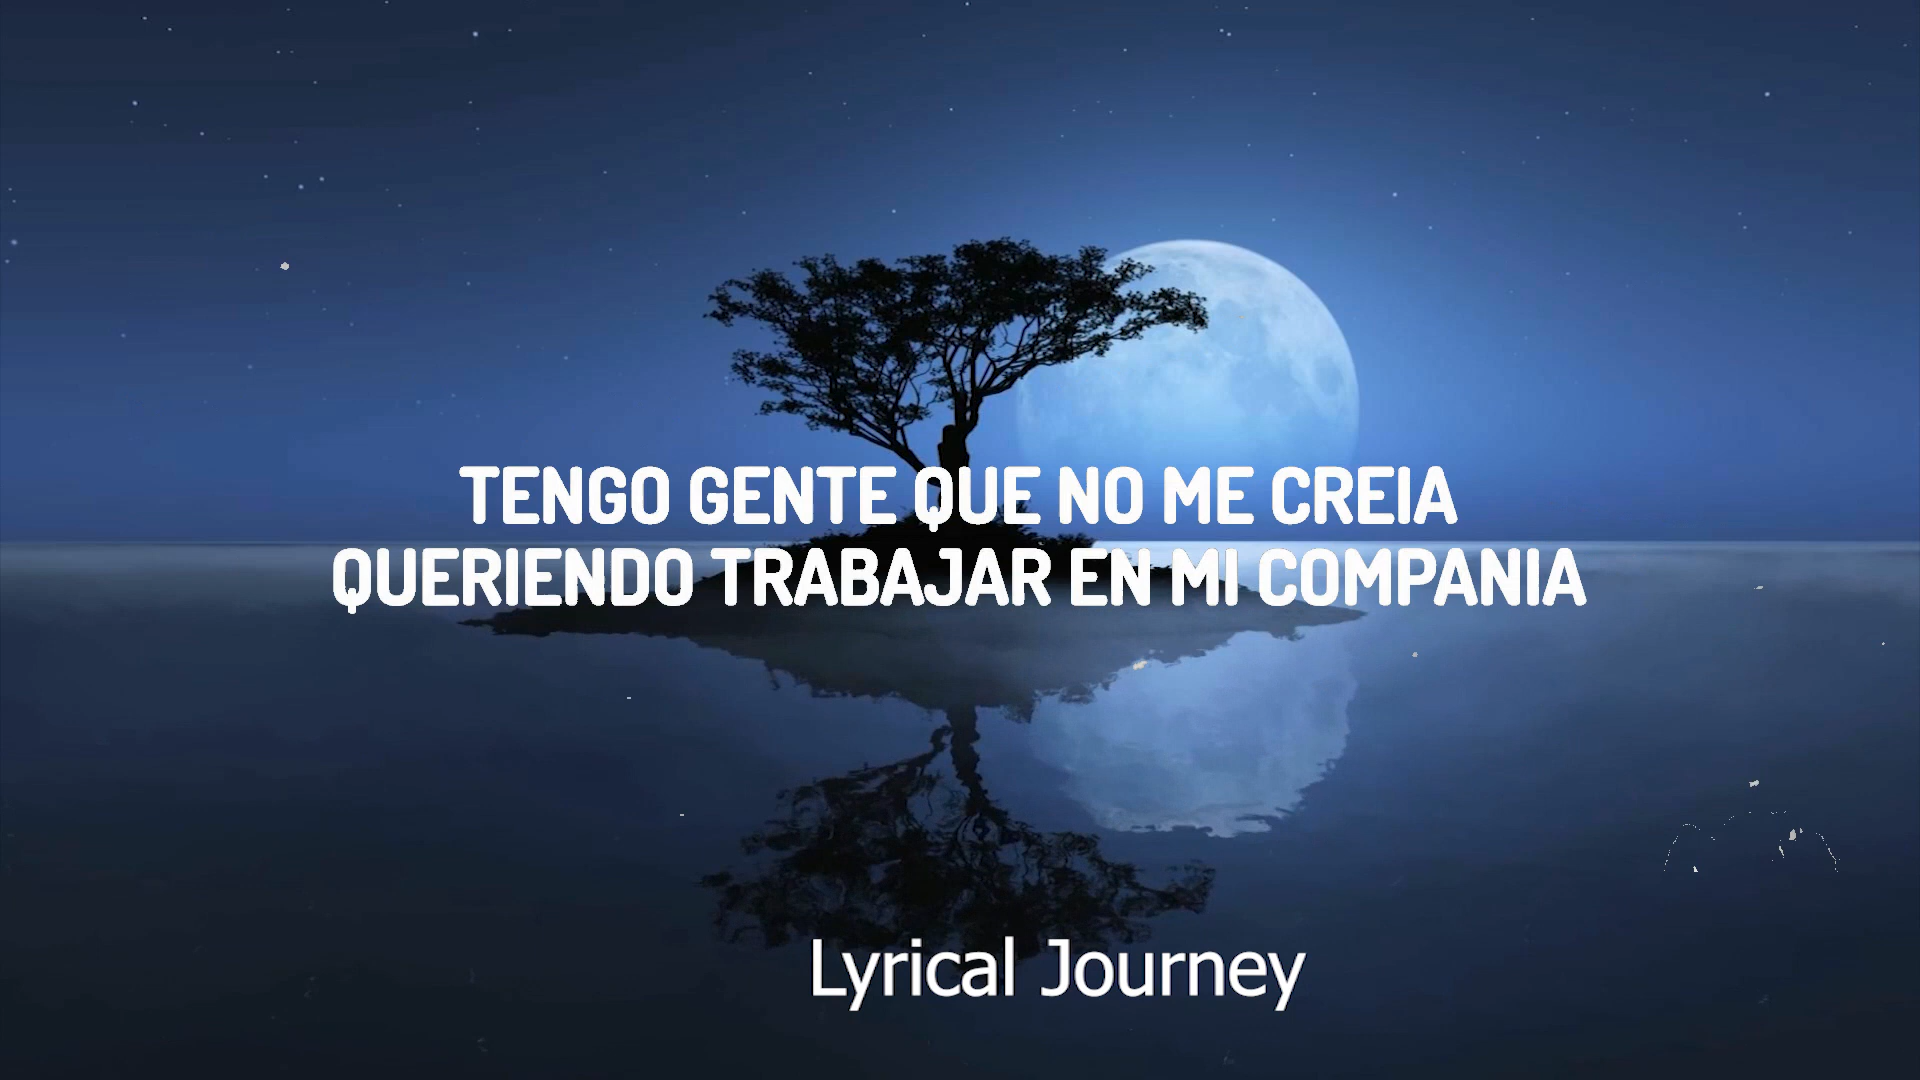 TENGO GENTE QUE NO ME CREIA
QUERIENDO TRABAJAR EN MI COMPANIA
Lyrical Journey